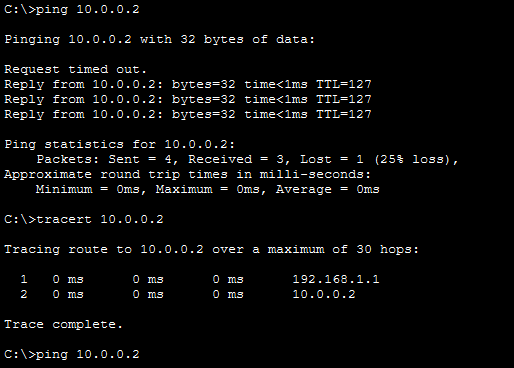 C:\>ping 10.0.0.2
Pinging 10.0.0.2 with 32 bytes of data:
Request timed out.
Reply from 10.0.0.2: bytes=32 time<1ms TTL=127
Reply from 10.0.0.2: bytes=32 time<1ms TTL=127
Reply from 10.0.0.2: bytes=32 time<1ms TTL=127
Ping statistics for 10.0.0.2:
    Packets: Sent = 4, Received = 3, Lost = 1 (25% loss),
Approximate round trip times in milli-seconds:
    Minimum = 0ms, Maximum = 0ms, Average = 0ms
C:\>tracert 10.0.0.2
Tracing route to 10.0.0.2 over a maximum of 30 hops:
  1   0 ms      0 ms      0 ms      192.168.1.1
  2   0 ms      0 ms      0 ms      10.0.0.2
Trace complete.
C:\>ping 10.0.0.2